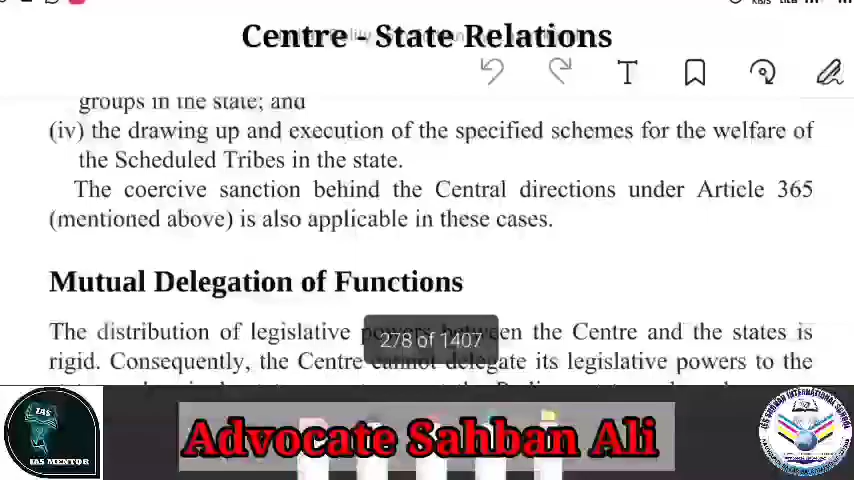 Centre - State Relations
groups in the state; and
(iv) the drawing up and execution of the specified schemes for the welfare of
the Scheduled Tribes in the state.
The coercive sanction behind the Central directions under Article 365
(mentioned above) is also applicable in these cases.
Mutual Delegation of Functions
The distribution of legislative powers between the Centre and the states is
278 of 1407
rigid. Consequently, the Centre cannot delegate its legislative powers to the
IAS
IAS MENTOR
Advocate Sahban Ali